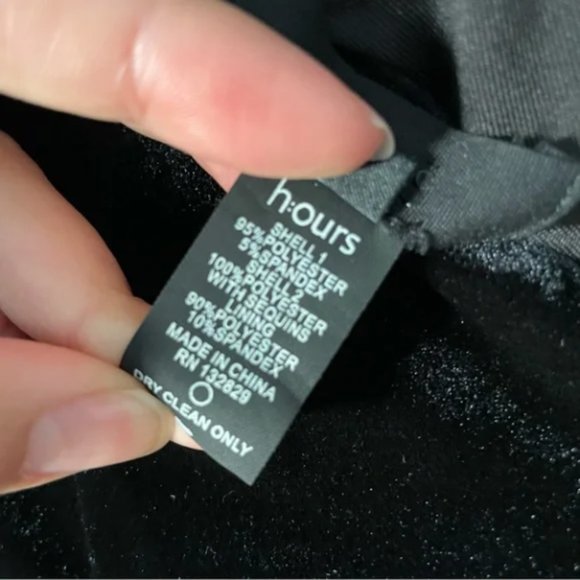 h:ours
SHELL 1
95%POLYESTER
5%SPANDEX
SHELL 2
100%POLYESTER
WITH SEQUINS
LINING
90%POLYESTER
10%SPANDEX
MADE IN CHINA
RN 132829
DRY CLEAN ONLY